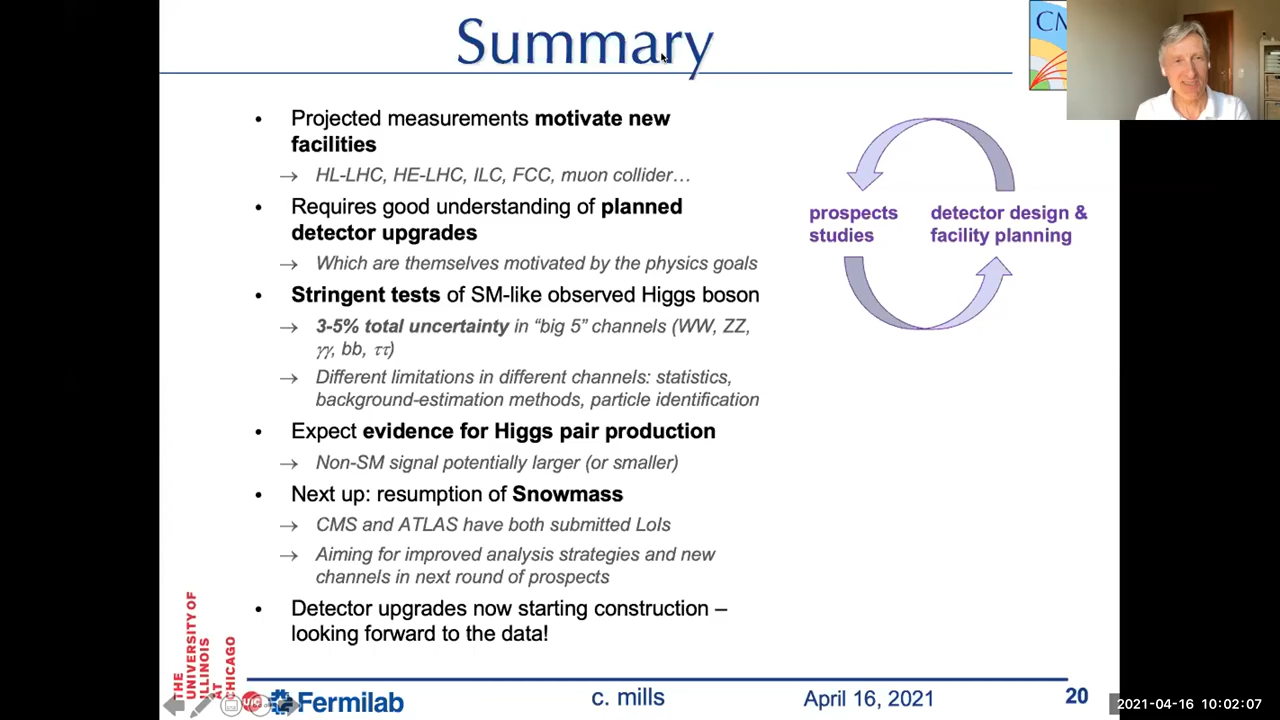 Summary
CM
• Projected measurements motivate new
facilities
→ HL-LHC, HE-LHC, ILC, FCC, muon collider…
• Requires good understanding of planned
detector upgrades
→ Which are themselves motivated by the physics goals
• Stringent tests of SM-like observed Higgs boson
→ 3-5% total uncertainty in “big 5” channels (WW, ZZ,
γγ, bb, ττ)
→ Different limitations in different channels: statistics,
background-estimation methods, particle identification
• Expect evidence for Higgs pair production
→ Non-SM signal potentially larger (or smaller)
• Next up: resumption of Snowmass
→ CMS and ATLAS have both submitted LoIs
→ Aiming for improved analysis strategies and new
channels in next round of prospects
• Detector upgrades now starting construction –
looking forward to the data!
prospects
studies
detector design &
facility planning
THE
UNIVERSITY OF
ILLINOIS
AT
CHICAGO
Fermilab
c. mills
April 16, 2021
20
2021-04-16 10:02:07